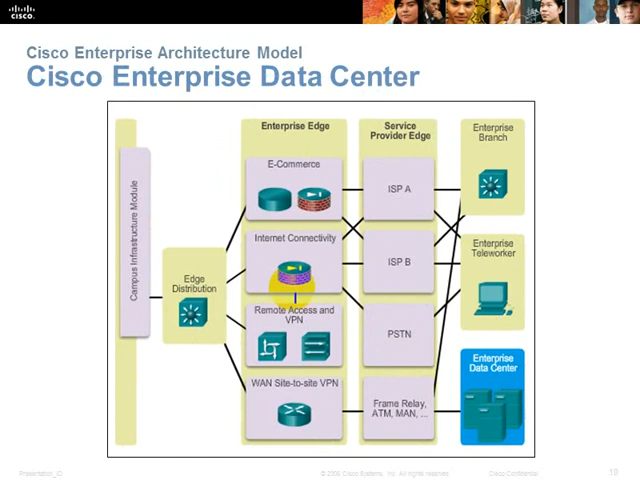 CISCO.
Cisco Enterprise Architecture Model
Cisco Enterprise Data Center
Campus Infrastructure Module
Edge
Distribution
Enterprise Edge
E-Commerce
Internet Connectivity
Remote Access and
VPN
WAN Site-to-site VPN
Service
Provider Edge
ISP A
ISP B
PSTN
Frame Relay,
ATM, MAN, ...
Enterprise
Branch
Enterprise
Teleworker
Enterprise
Data Center
Presentation_ID
© 2008 Cisco Systems, Inc. All rights reserved.
Cisco Confidential
19